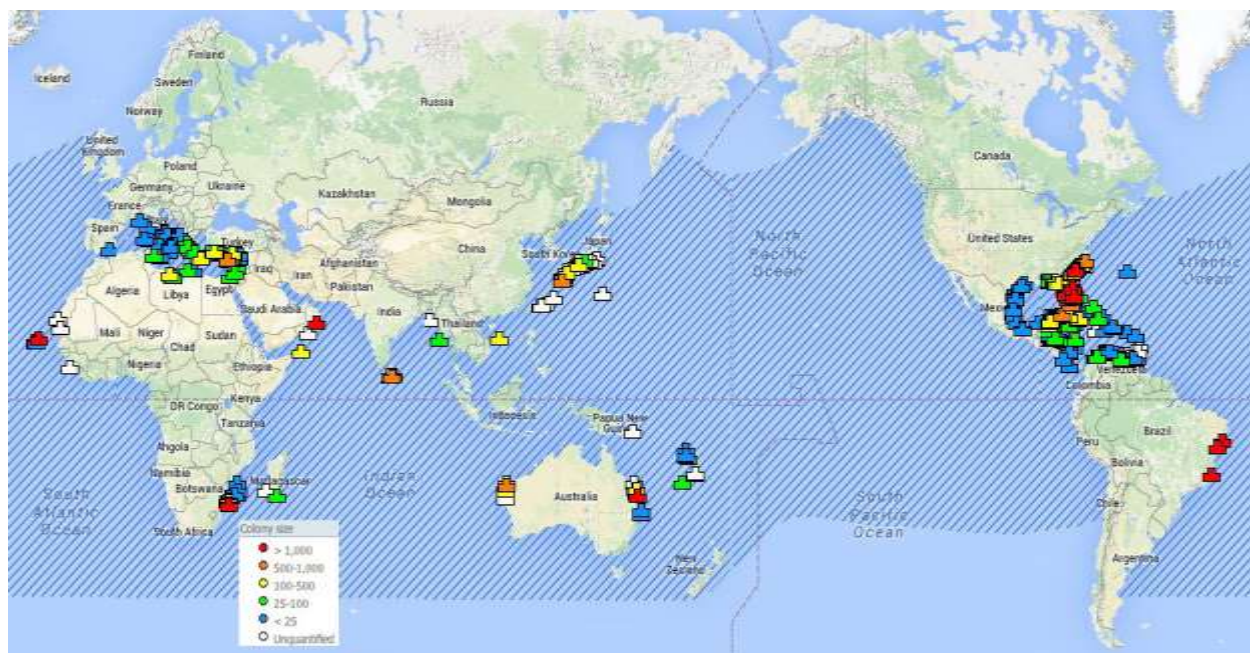 Iceland
Finland
Sweden
Norway
Russia
Canada
United
Kingdom
Poland
Germany
Ukraine
France
Kazakhstan
Mongolia
Spain
Turkey
China
South Kor
Japan
North
Pacific
Ocean
United States
North
Atlantic
Ocean
Iraq
Iran
Afghanistan
Pakistan
Algeria
Libya
Egypt
Saudi Arabia
India
Thailand
Mexico
Mali
Niger
Sudan
Chad
Nigeria
Ethiopia
Venezuela
Colombia
DR Congo
Kenya
Tanzania
Indonesia
Papua New
Guinea
Peru
Brazil
Angola
Bolivia
Namibia
Botswana
Madagascar
Indian
Ocean
Australia
South
Atlantic
Ocean
South Africa
South
Pacific
Ocean
Chile
Argentina
New
Zealand
Colony size
> 1,000
500-1,000
100-500
25-100
< 25
Unquantified